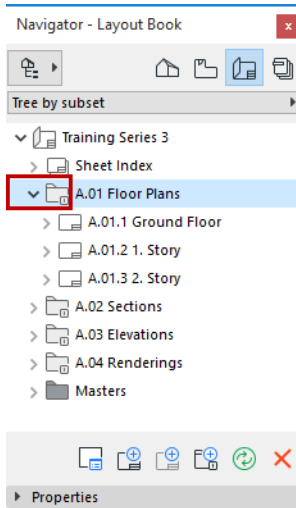 Navigator - Layout Book
x
Tree by subset
Training Series 3
Sheet Index
A.01 Floor Plans
A.01.1 Ground Floor
A.01.2 1. Story
A.01.3 2. Story
A.02 Sections
A.03 Elevations
A.04 Renderings
Masters
Properties